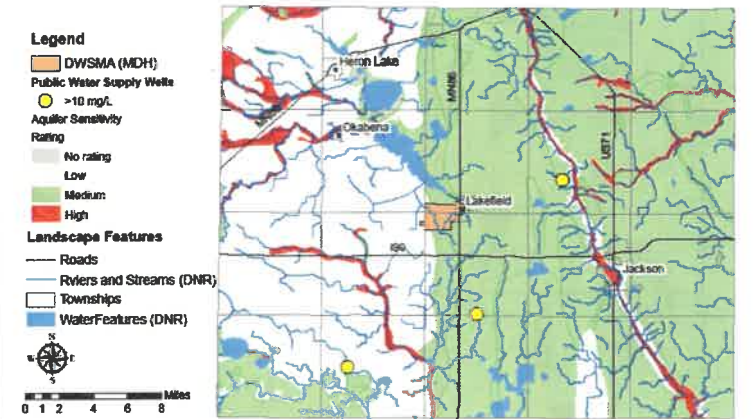 Legend
DWSMA (MDH)
Public Water Supply Wells
>10 mg/L
Aquifer Sensitivity
Rating
No rating
Low
Medium
High
Landscape Features
Roads
Rviers and Streams (DNR)
Townships
WaterFeatures (DNR)
N
W
E
S
0 1 2 4 6 8
Miles
Heron Lake
Okabena
MN86
US71
Lakefield
I90
Jackson